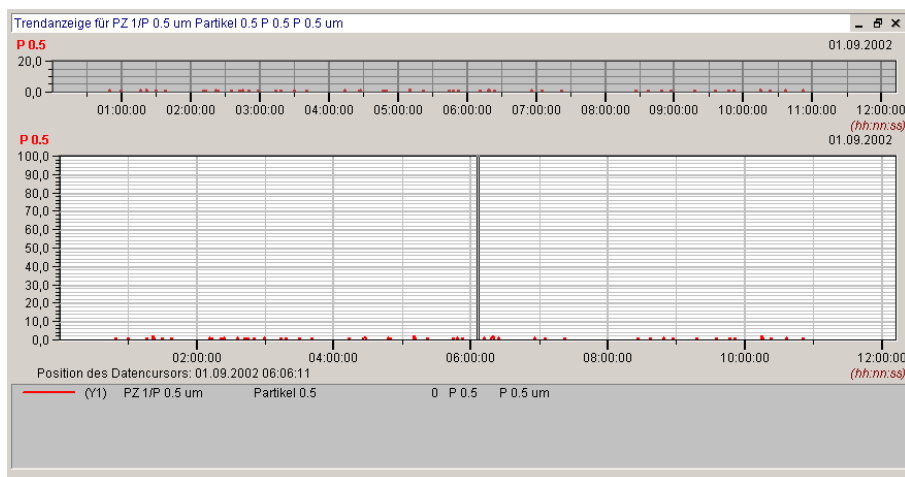 Trendanzeige für PZ 1/P 0.5 um Partikel 0.5 P 0.5 P 0.5 um
P 0.5 01.09.2002
20,0
0,0
01:00:00 02:00:00 03:00:00 04:00:00 05:00:00 06:00:00 07:00:00 08:00:00 09:00:00 10:00:00 11:00:00 12:00:00
(hh:nn:ss)
P 0.5 01.09.2002
100,0
90,0
80,0
70,0
60,0
50,0
40,0
30,0
20,0
10,0
0,0
02:00:00 04:00:00 06:00:00 08:00:00 10:00:00 12:00:00
Position des Datencursors: 01.09.2002 06:06:11 (hh:nn:ss)
(Y1) PZ 1/P 0.5 um Partikel 0.5 0 P 0.5 P 0.5 um